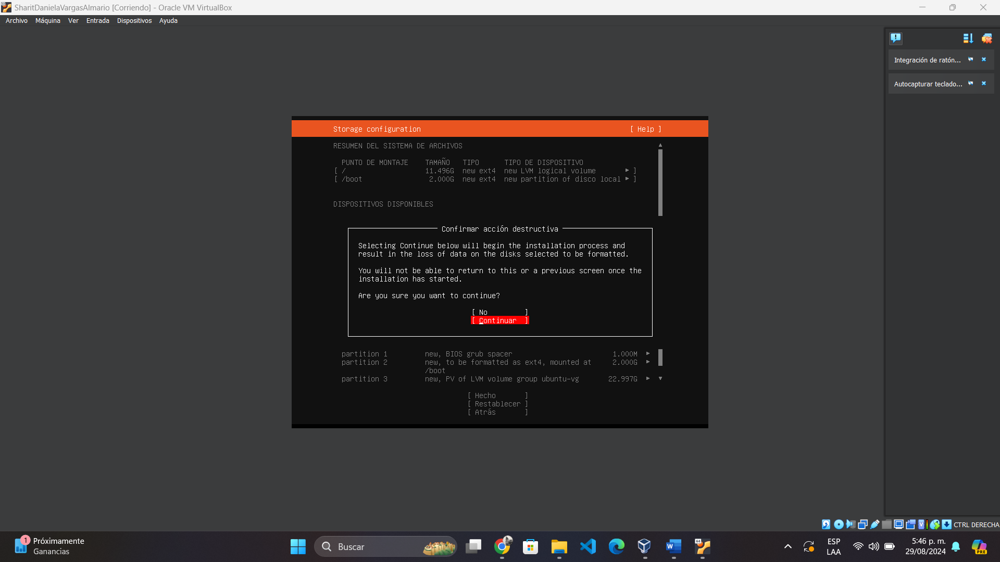 SharitDanielaVargasAlmario [Corriendo] - Oracle VM VirtualBox
Archivo Máquina Ver Entrada Dispositivos Ayuda
Integración de ratón...
Autocapturar teclado...
Storage configuration [ Help ]
RESUMEN DEL SISTEMA DE ARCHIVOS
PUNTO DE MONTAJE TAMAÑO TIPO TIPO DE DISPOSITIVO
[ / 11.496G new ext4 new LVM logical volume ▸ ]
[ /boot 2.000G new ext4 new partition of disco local ▸ ]
DISPOSITIVOS DISPONIBLES
Confirmar acción destructiva
Selecting Continue below will begin the installation process and
result in the loss of data on the disks selected to be formatted.
You will not be able to return to this or a previous screen once the
installation has started.
Are you sure you want to continue?
[ No ]
[ Continuar ]
partition 1 new, BIOS grub spacer 1.000M ▸
partition 2 new, to be formatted as ext4, mounted at 2.000G ▸
/boot
partition 3 new, PV of LVM volume group ubuntu-vg 22.997G ▸
[ Hecho ]
[ Restablecer ]
[ Atrás ]
CTRL DERECHA
1
Próximamente
Ganancias
Buscar
64
ESP
LAA
5:46 p. m.
29/08/2024
PRE